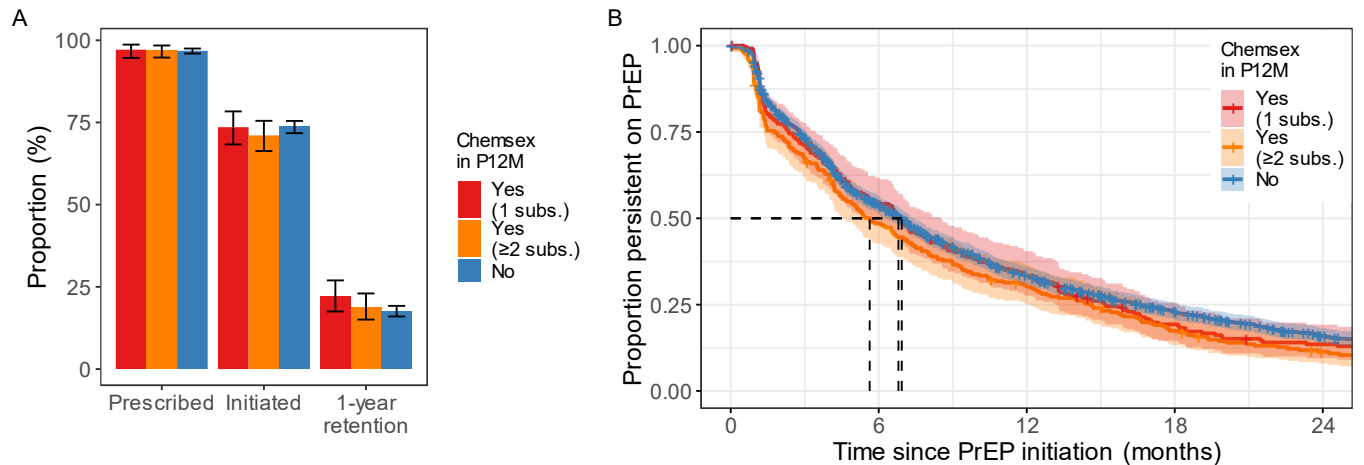 A
Proportion (%)
100
75
50
25
0
Prescribed
Initiated
1-year
retention
Chemsex
in P12M
Yes
(1 subs.)
Yes
(≥2 subs.)
No
B
Proportion persistent on PrEP
1.00
0.75
0.50
0.25
0.00
0
6
12
18
24
Time since PrEP initiation (months)
Chemsex
in P12M
Yes
(1 subs.)
Yes
(≥2 subs.)
No